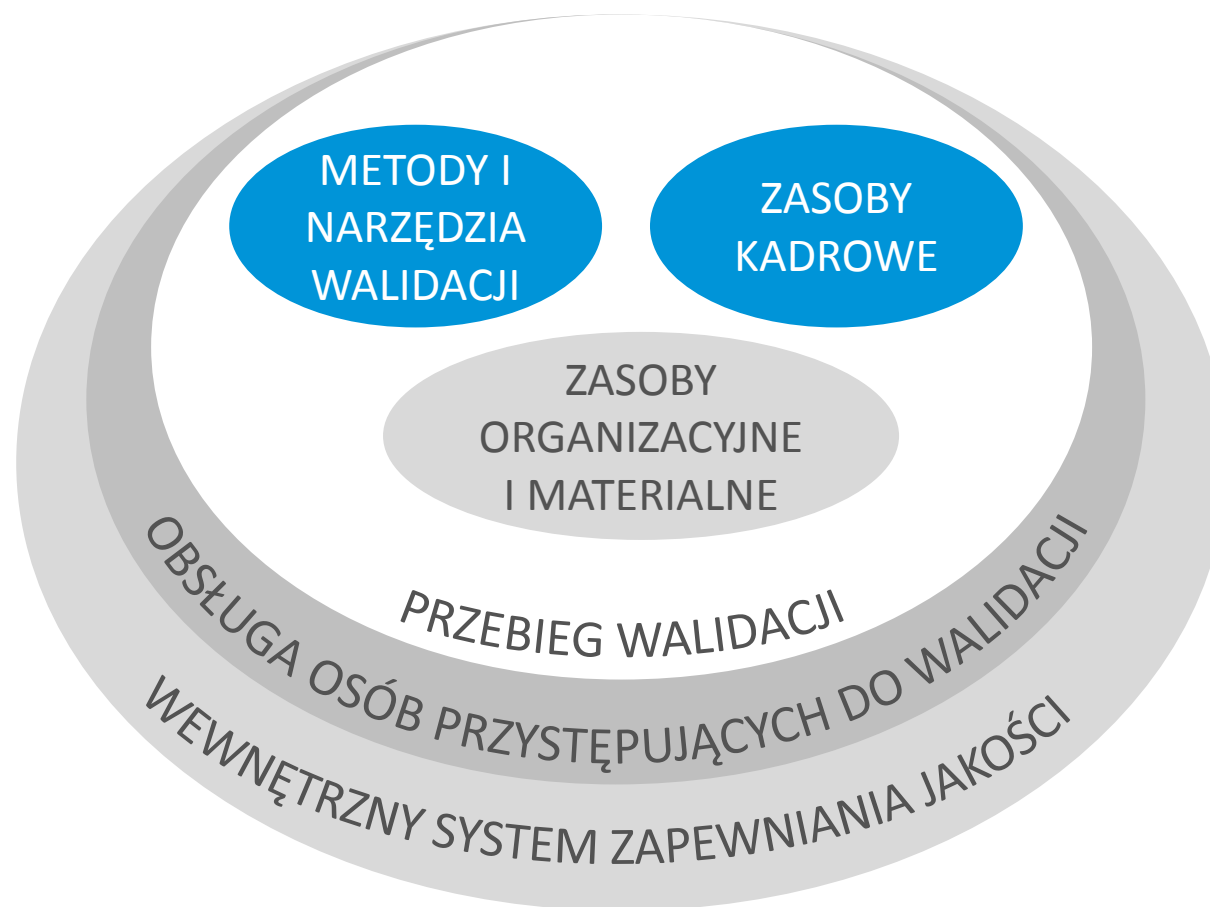 METODY I
NARZĘDZIA
WALIDACJI
ZASOBY
KADROWE
ZASOBY
ORGANIZACYJNE
I MATERIALNE
PRZEBIEG WALIDACJI
OBSŁUGA OSÓB PRZYSTĘPUJĄCYCH DO WALIDACJI
WEWNĘTRZNY SYSTEM ZAPEWNIANIA JAKOŚCI